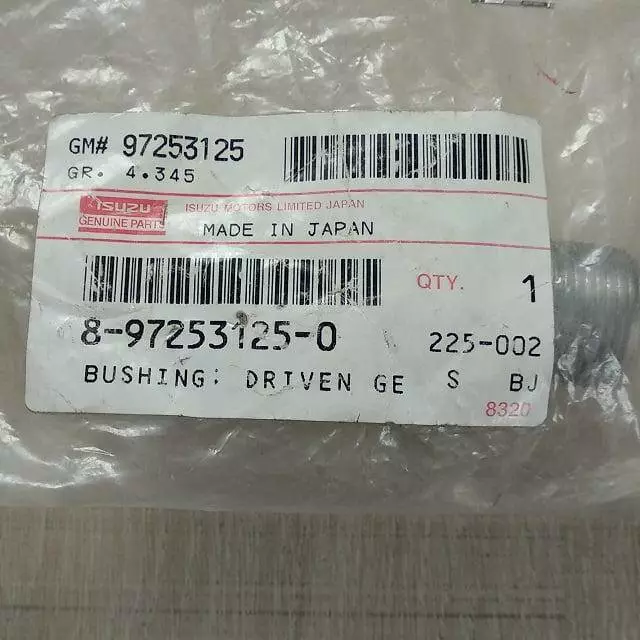 GM# 97253125
GR. 4.345
ISUZU
GENUINE PARTS
ISUZU MOTORS LIMITED JAPAN
MADE IN JAPAN
QTY. 1
8-97253125-0
225-002
BUSHING; DRIVEN GE S BJ
8320